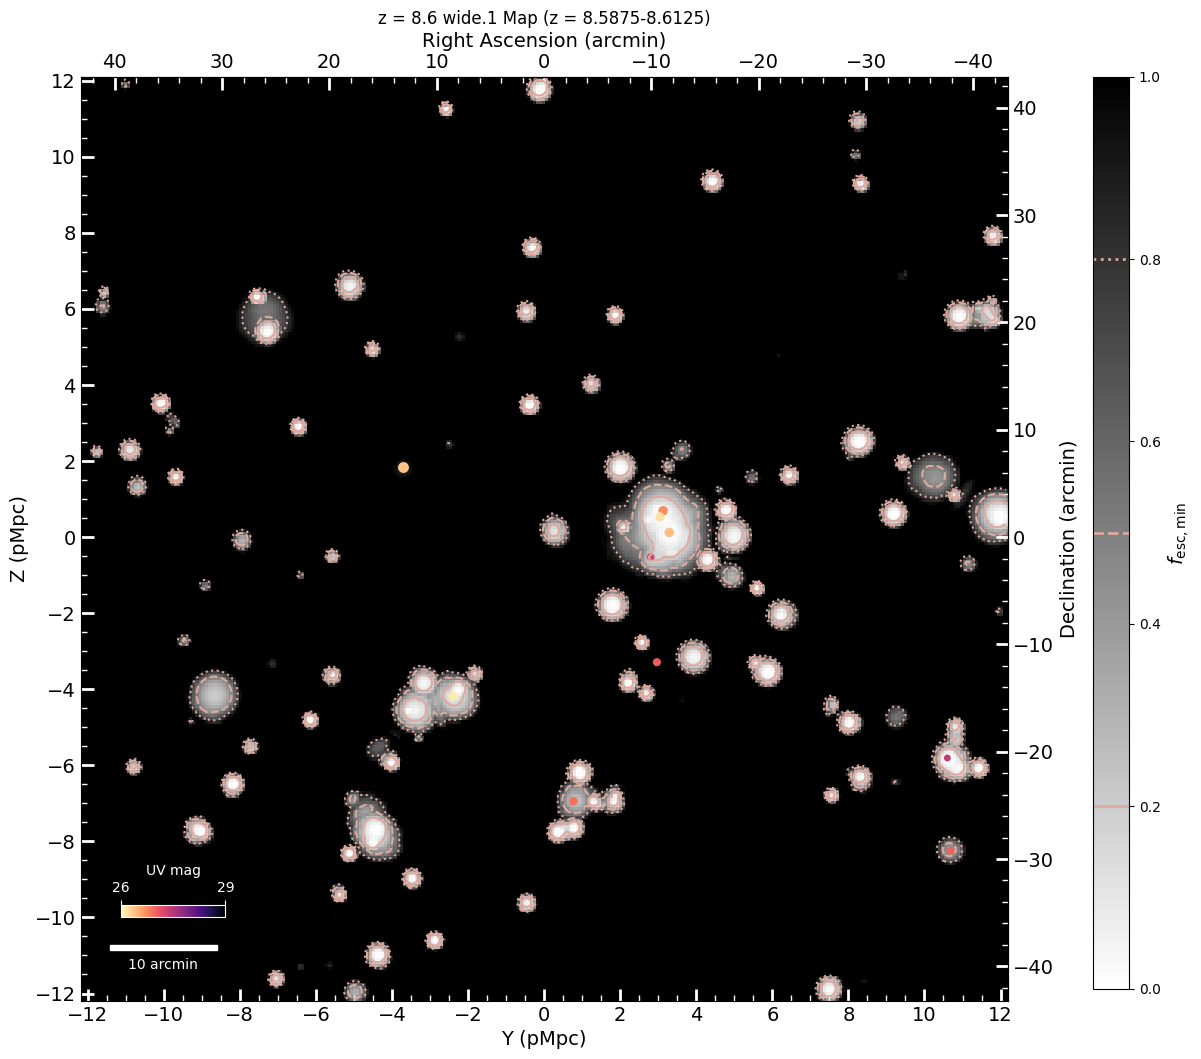 z = 8.6 wide.1 Map (z = 8.5875-8.6125)
Right Ascension (arcmin)
40 30 20 10 0 −10 −20 −30 −40
12
10
8
6
4
2
0
−2
−4
−6
−8
−10
−12
Z (pMpc)
UV mag
26 29
10 arcmin
−12 −10 −8 −6 −4 −2 0 2 4 6 8 10 12
Y (pMpc)
40
30
20
10
0
−10
−20
−30
−40
Declination (arcmin)
1.0
0.8
0.6
0.4
0.2
0.0
fesc,min